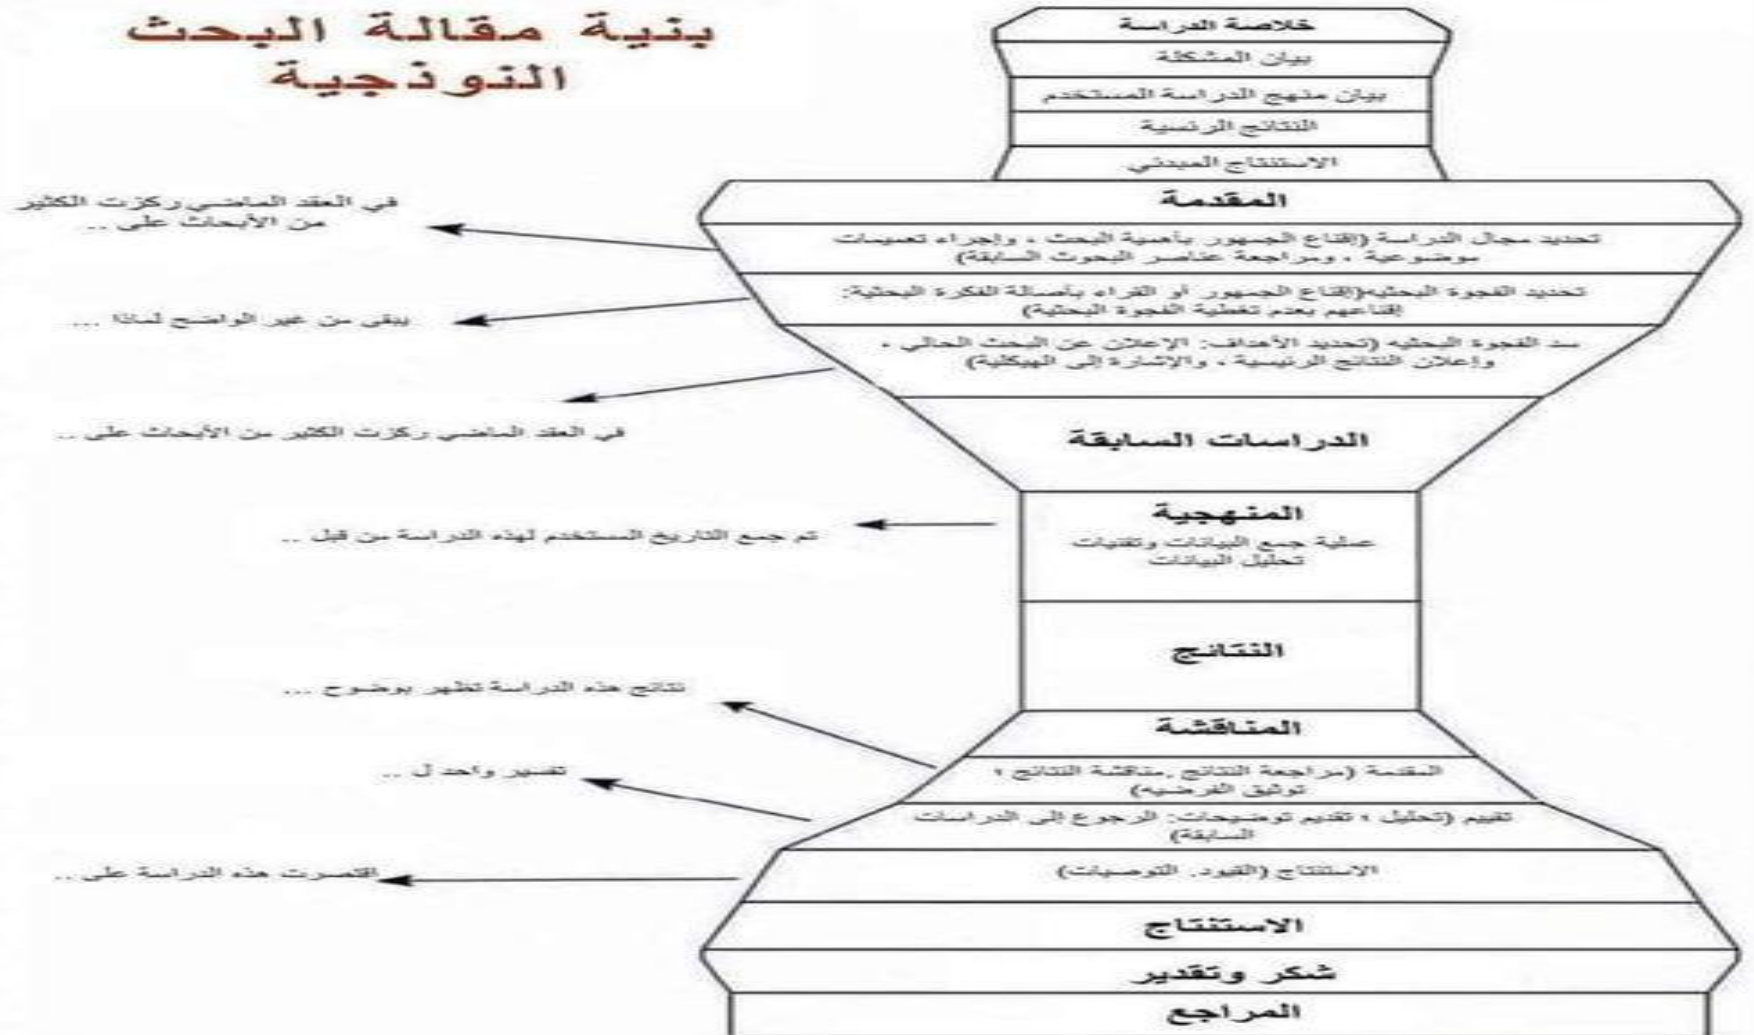 بنية مقالة البحث
النوذجية
خلاصة الدراسة
بيان المشكلة
بيان منهج الدراسة المستخدم
النتائج الرئسية
الاستنتاج المبدئي
المقدمة
تحديد مجال الدراسة (إقناع الجمهور بأهمية البحث ، وإجراء تعميمات
موضوعية ، ومراجعة عناصر البحوث السابقة)
في العقد الماضي ركزت الكثير
من الأبحاث على ..
تحديد الفجوة البحثيه(إقناع الجمهور أو القراء بأصالة الفكرة البحثية:
إقناعهم بعدم تغطية الفجوة البحثية)
يبقى من غير الواضح لماذا ...
سد الفجوة البحثيه (تحديد الأهداف: الإعلان عن البحث الحالي ،
وإعلان النتائج الرئيسية ، والإشارة إلى الهيكلية)
في العقد الماضي ركزت الكثير من الأبحاث على ..
الدراسات السابقة
المنهجية
عملية جمع البيانات وتقنيات
تحليل البيانات
تم جمع التاريخ المستخدم لهذه الدراسة من قبل ..
النتائج
المناقشة
المقدمة (مراجعة النتائج ,مناقشة النتائج ؛
توثيق الفرضيه)
نتائج هذه الدراسة تظهر بوضوح ...
تقييم (تحليل ؛ تقديم توضيحات: الرجوع إلى الدراسات
السابقة)
تفسير واحد ل ..
الاستنتاج (القيود. التوصيات)
اقتصرت هذه الدراسة على ..
الاستنتاج
شكر وتقدير
المراجع